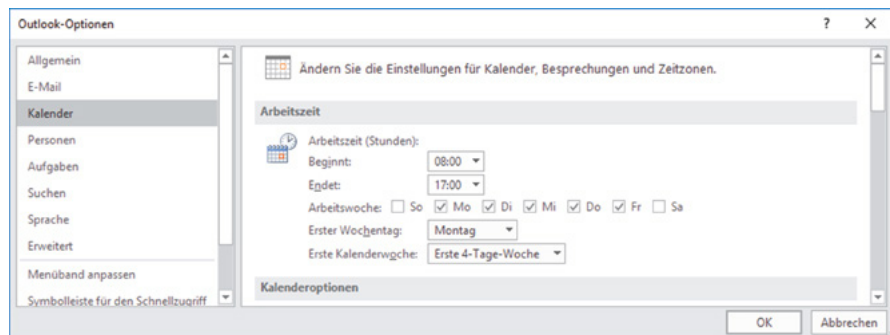 Outlook-Optionen ?
Allgemein
E-Mail
Kalender
Personen
Aufgaben
Suchen
Sprache
Erweitert
Menüband anpassen
Symbolleiste für den Schnellzugriff
Ändern Sie die Einstellungen für Kalender, Besprechungen und Zeitzonen.
Arbeitszeit
Arbeitszeit (Stunden):
Beginnt: 08:00
Endet: 17:00
Arbeitswoche: So Mo Di Mi Do Fr Sa
Erster Wochentag: Montag
Erste Kalenderwoche: Erste 4-Tage-Woche
Kalenderoptionen
OK Abbrechen